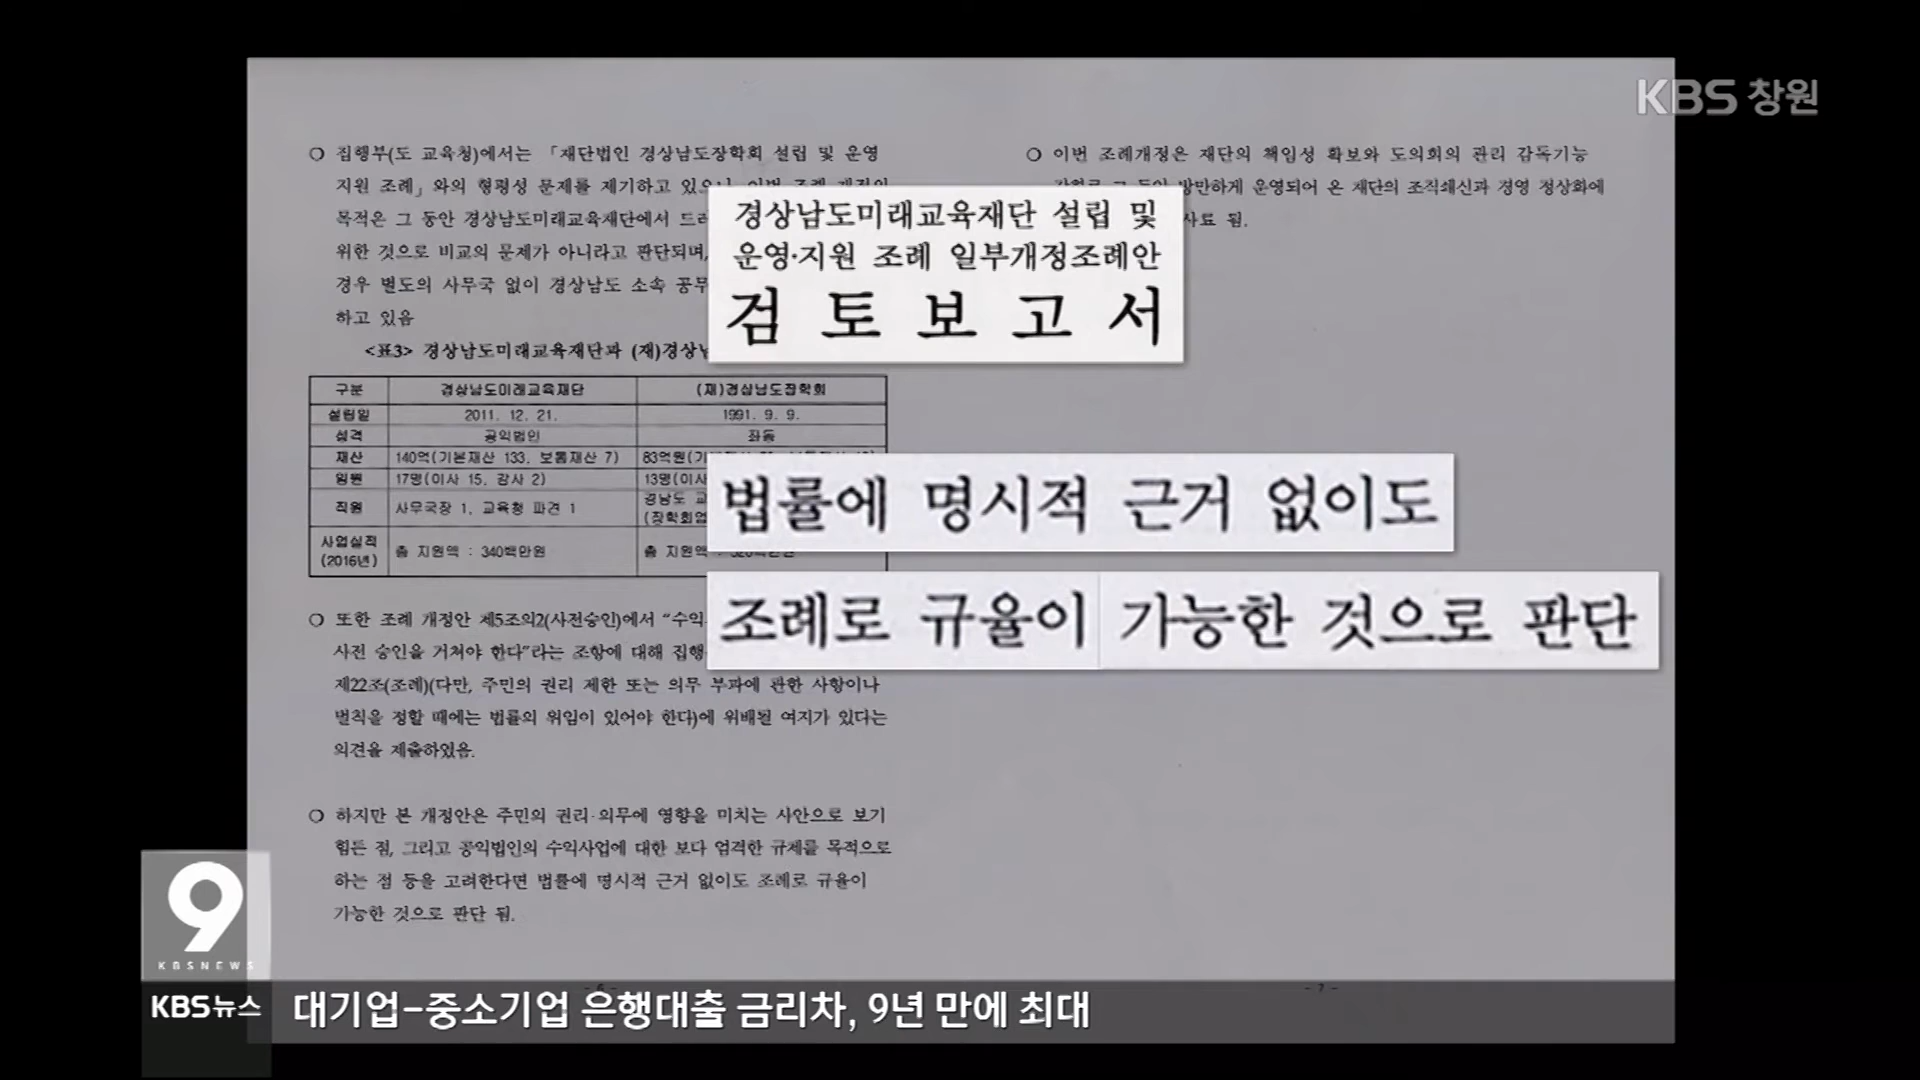 KBS 창원
❍ 집행부(도 교육청)에서는 「재단법인 경상남도장학회 설립 및 운영
지원 조례」와의 형평성 문제를 제기하고 있으나
목적은 그 동안 경상남도미래교육재단에서
위한 것으로 비교의 문제가 아니라고 판단되며,
경우 별도의 사무국 없이 경상남도 소속
하고 있음
<표3> 경상남도미래교육재단과
구분 경상남도미래교육재단 (재)경상남도장학회
설립일 2011. 12. 21. 1991. 9. 9.
성격 공익법인 좌동
재산 140억(기본재산 133, 보통재산 7) 83억원
임원 17명(이사 15, 감사 2) 13명(이사
직원 사무국장 1, 교육청 파견 1 경남도
사업실적
(2016년) 총 지원액 : 340백만원 총 지원액 :
❍ 또한 조례 개정안 제5조의2(사전승인)에서 “수익
사전 승인을 거쳐야 한다”라는 조항에 대해
제22조(조례)(다만, 주민의 권리 제한 또는 의무 부과에 관한 사항이나
벌칙을 정할 때에는 법률의 위임이 있어야 한다)에 위배될 여지가 있다는
의견을 제출하였음.
❍ 하지만 본 개정안은 주민의 권리·의무에 영향을 미치는 사안으로 보기
힘든 점, 그리고 공익법인의 수익사업에 대한 보다 엄격한 규제를 목적으로
하는 점 등을 고려한다면 법률에 명시적 근거 없이도 조례로 규율이
가능한 것으로 판단 됨.
❍ 이번 조례개정은 재단의 책임성 확보와 도의회의 관리 감독기능
방만하게 운영되어 온 재단의 조직쇄신과 경영 정상화에
사료 됨.
경상남도미래교육재단 설립 및
운영·지원 조례 일부개정조례안
검 토 보 고 서
법률에 명시적 근거 없이도
조례로 규율이 가능한 것으로 판단
9
KBS NEWS
KBS뉴스 대기업-중소기업 은행대출 금리차, 9년 만에 최대
- 7 -